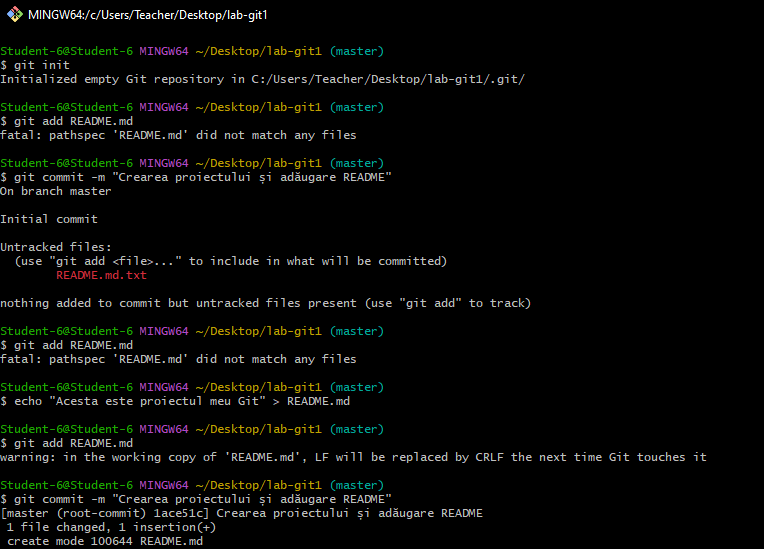 MINGW64:/c/Users/Teacher/Desktop/lab-git1
Student-6@Student-6 MINGW64 ~/Desktop/lab-git1 (master)
$ git init
Initialized empty Git repository in C:/Users/Teacher/Desktop/lab-git1/.git/
Student-6@Student-6 MINGW64 ~/Desktop/lab-git1 (master)
$ git add README.md
fatal: pathspec 'README.md' did not match any files
Student-6@Student-6 MINGW64 ~/Desktop/lab-git1 (master)
$ git commit -m "Crearea proiectului și adăugare README"
On branch master
Initial commit
Untracked files:
  (use "git add <file>..." to include in what will be committed)
        README.md.txt
nothing added to commit but untracked files present (use "git add" to track)
Student-6@Student-6 MINGW64 ~/Desktop/lab-git1 (master)
$ git add README.md
fatal: pathspec 'README.md' did not match any files
Student-6@Student-6 MINGW64 ~/Desktop/lab-git1 (master)
$ echo "Acesta este proiectul meu Git" > README.md
Student-6@Student-6 MINGW64 ~/Desktop/lab-git1 (master)
$ git add README.md
warning: in the working copy of 'README.md', LF will be replaced by CRLF the next time Git touches it
Student-6@Student-6 MINGW64 ~/Desktop/lab-git1 (master)
$ git commit -m "Crearea proiectului și adăugare README"
[master (root-commit) 1ace51c] Crearea proiectului și adăugare README
 1 file changed, 1 insertion(+)
 create mode 100644 README.md